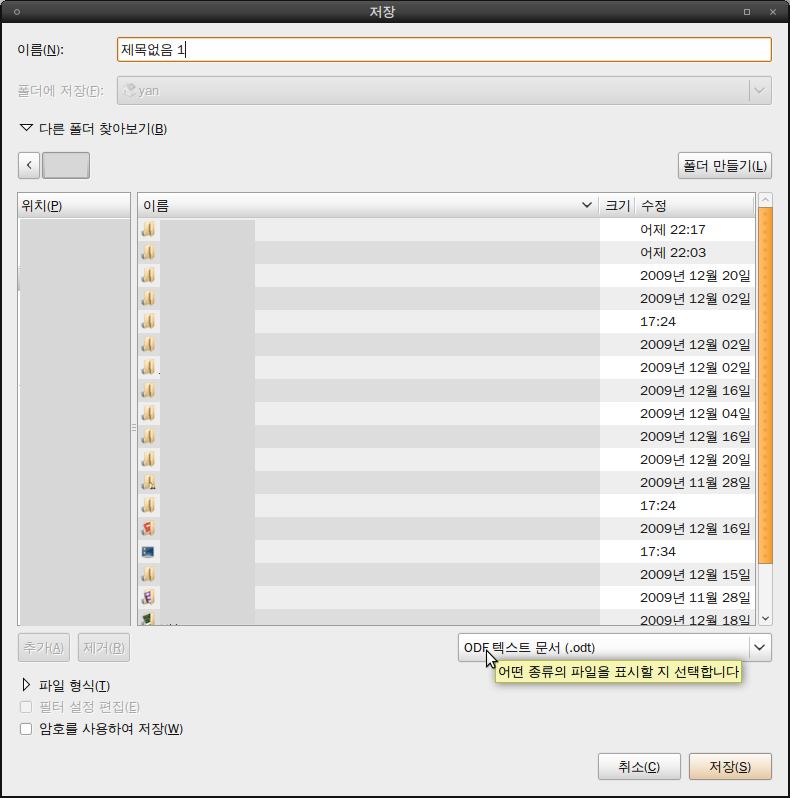 저장
이름(N):
제목없음 1
폴더에 저장(F):
yan
다른 폴더 찾아보기(B)
폴더 만들기(L)
위치(P)
이름
크기
수정
어제 22:17
어제 22:03
2009년 12월 20일
2009년 12월 02일
17:24
2009년 12월 02일
2009년 12월 02일
2009년 12월 16일
2009년 12월 04일
2009년 12월 16일
2009년 12월 20일
2009년 11월 28일
17:24
2009년 12월 16일
17:34
2009년 12월 15일
2009년 11월 28일
2009년 12월 18일
추가(A)
제거(R)
ODF 텍스트 문서 (.odt)
어떤 종류의 파일을 표시할 지 선택합니다
파일 형식(T)
필터 설정 편집(E)
암호를 사용하여 저장(W)
취소(C)
저장(S)